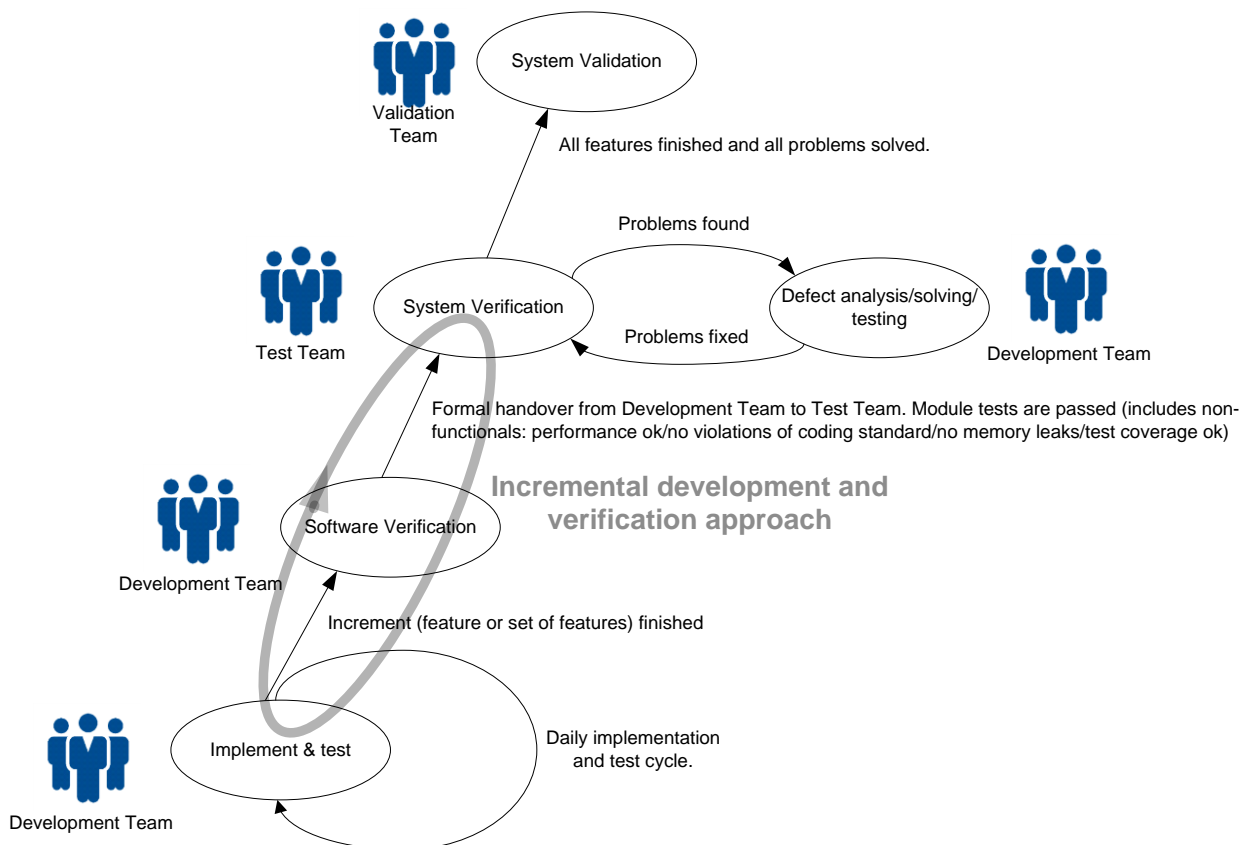 System Validation
Validation
Team
All features finished and all problems solved.
Problems found
System Verification
Defect analysis/solving/
testing
Problems fixed
Test Team
Development Team
Formal handover from Development Team to Test Team. Module tests are passed (includes non-
functionals: performance ok/no violations of coding standard/no memory leaks/test coverage ok)
Incremental development and
verification approach
Software Verification
Development Team
Increment (feature or set of features) finished
Implement & test
Daily implementation
and test cycle.
Development Team